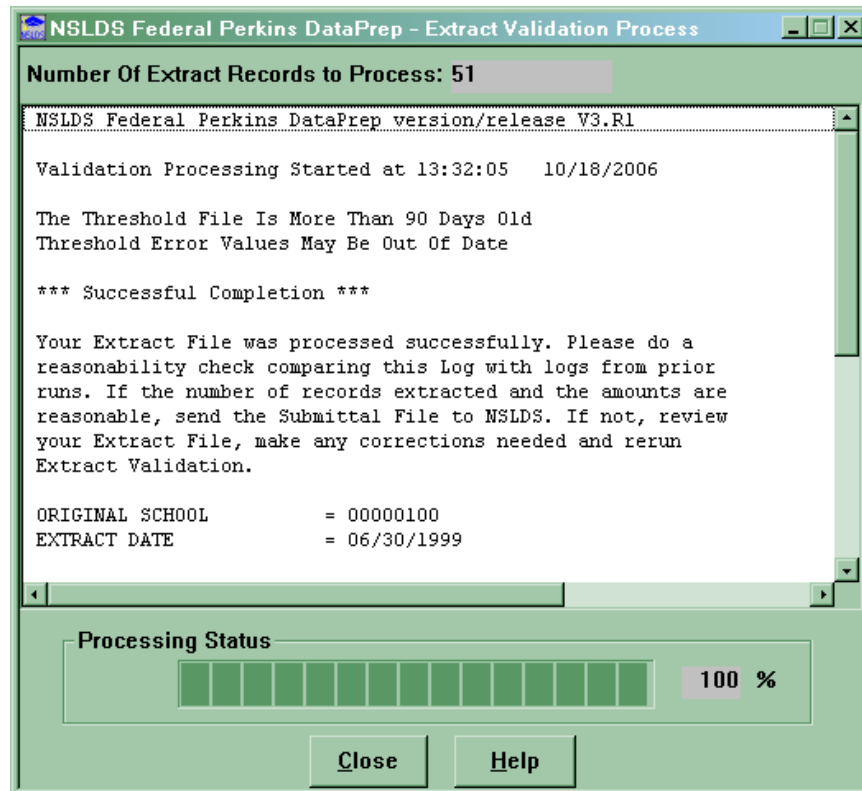 NSLDS Federal Perkins DataPrep - Extract Validation Process
Number Of Extract Records to Process: 51
NSLDS Federal Perkins DataPrep version/release V3.R1
Validation Processing Started at 13:32:05 10/18/2006
The Threshold File Is More Than 90 Days Old
Threshold Error Values May Be Out Of Date
*** Successful Completion ***
Your Extract File was processed successfully. Please do a
reasonability check comparing this Log with logs from prior
runs. If the number of records extracted and the amounts are
reasonable, send the Submittal File to NSLDS. If not, review
your Extract File, make any corrections needed and rerun
Extract Validation.
ORIGINAL SCHOOL = 00000100
EXTRACT DATE = 06/30/1999
Processing Status
100 %
Close Help